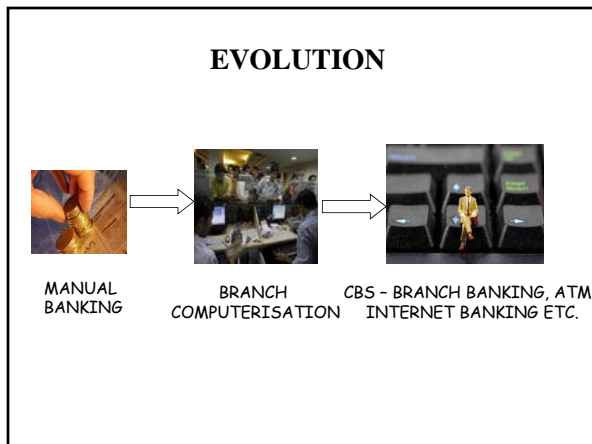 EVOLUTION
MANUAL
BANKING
BRANCH
COMPUTERISATION
CBS – BRANCH BANKING, ATM
INTERNET BANKING ETC.